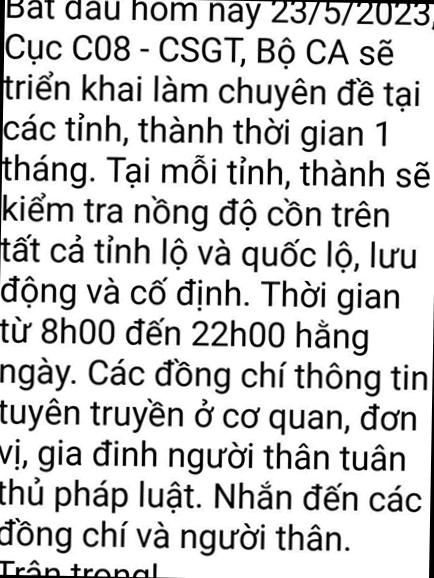 Bắt đầu hôm nay 23/5/2023,
Cục C08 - CSGT, Bộ CA sẽ
triển khai làm chuyên đề tại
các tỉnh, thành thời gian 1
tháng. Tại mỗi tỉnh, thành sẽ
kiểm tra nồng độ cồn trên
tất cả tỉnh lộ và quốc lộ, lưu
động và cố định. Thời gian
từ 8h00 đến 22h00 hằng
ngày. Các đồng chí thông tin
tuyên truyền ở cơ quan, đơn
vị, gia đinh người thân tuân
thủ pháp luật. Nhắn đến các
đồng chí và người thân.
Trân trọng!